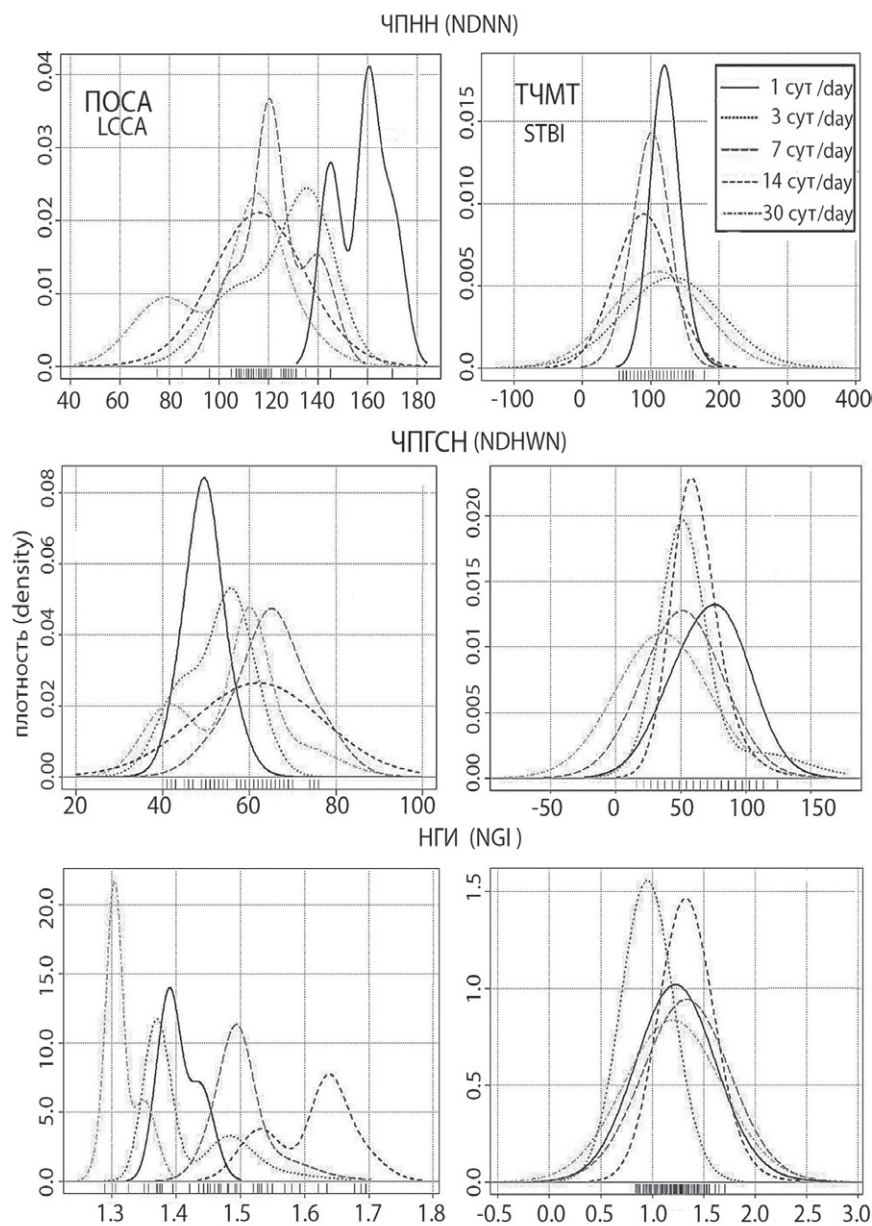 ЧПНН (NDNN)
ПОСА
LCCA
0.04
0.03
0.02
0.01
0.0
40 60 80 100 120 140 160 180
ТЧМТ
STBI
1 сут/day
3 сут/day
7 сут/day
14 сут/day
30 сут/day
0.015
0.010
0.005
0.0
-100 0 100 200 300 400
ЧПГСН (NDHWN)
плотность (density)
0.08
0.06
0.04
0.02
0.00
20 40 60 80 100
0.020
0.015
0.010
0.005
0.00
-50 0 50 100 150
НГИ (NGI)
20.0
15.0
10.0
5.0
0.0
1.3 1.4 1.5 1.6 1.7 1.8
1.5
1.0
0.5
0.0
-0.5 0.0 0.5 1.0 1.5 2.0 2.5 3.0